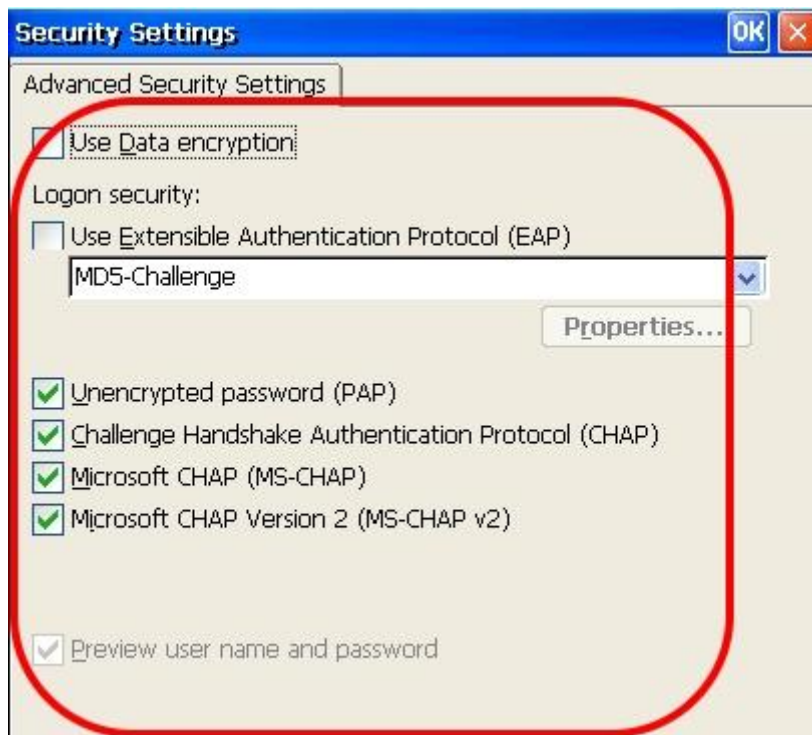 Security Settings OK
Advanced Security Settings
Use Data encryption
Logon security:
Use Extensible Authentication Protocol (EAP)
MD5-Challenge
Properties...
Unencrypted password (PAP)
Challenge Handshake Authentication Protocol (CHAP)
Microsoft CHAP (MS-CHAP)
Microsoft CHAP Version 2 (MS-CHAP v2)
Preview user name and password